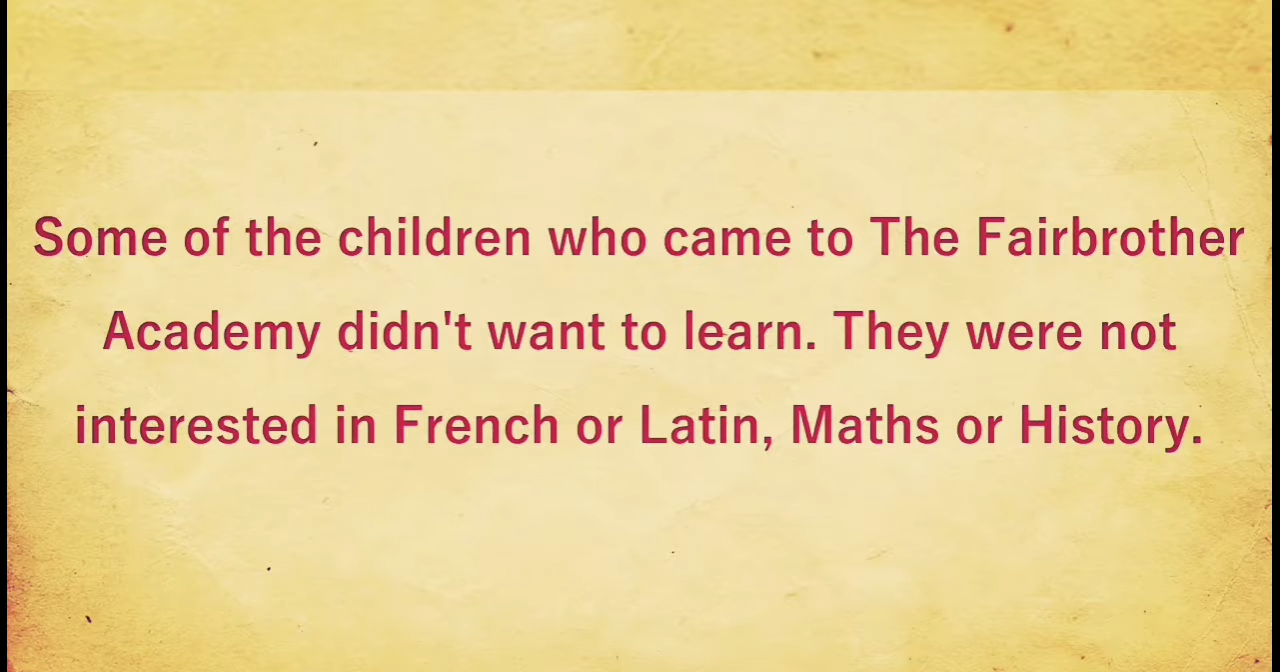 Some of the children who came to The Fairbrother
Academy didn't want to learn. They were not
interested in French or Latin, Maths or History.